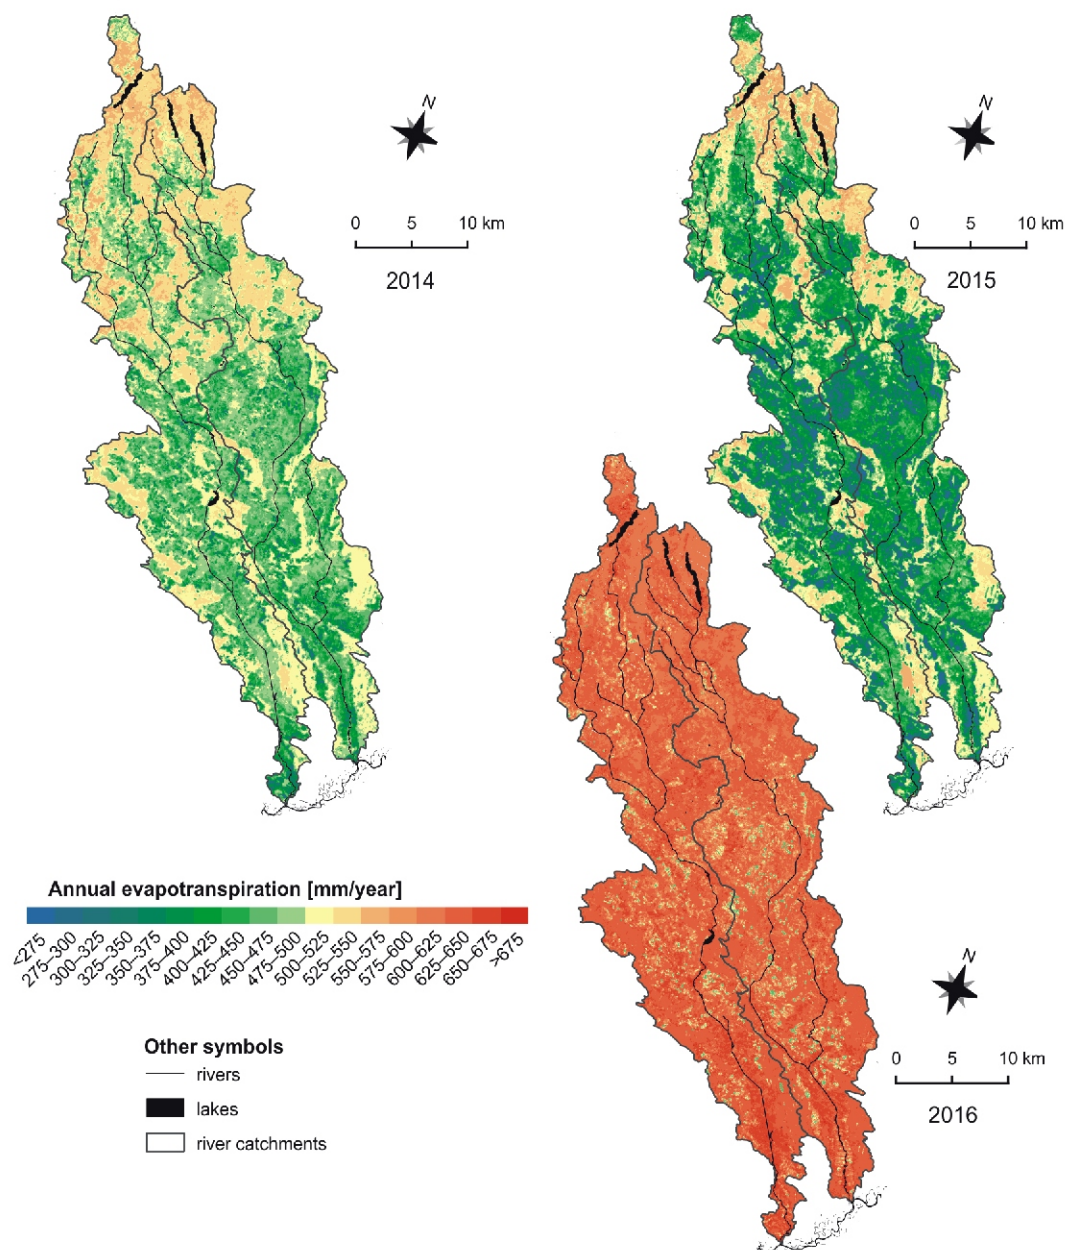 N
N
0 5 10 km
0 5 10 km
2014
2015
Annual evapotranspiration [mm/year]
<275
275–300
300–325
325–350
350–375
375–400
400–425
425–450
450–475
475–500
500–525
525–550
550–575
575–600
600–625
625–650
650–675
>675
N
Other symbols
rivers
lakes
river catchments
0 5 10 km
2016